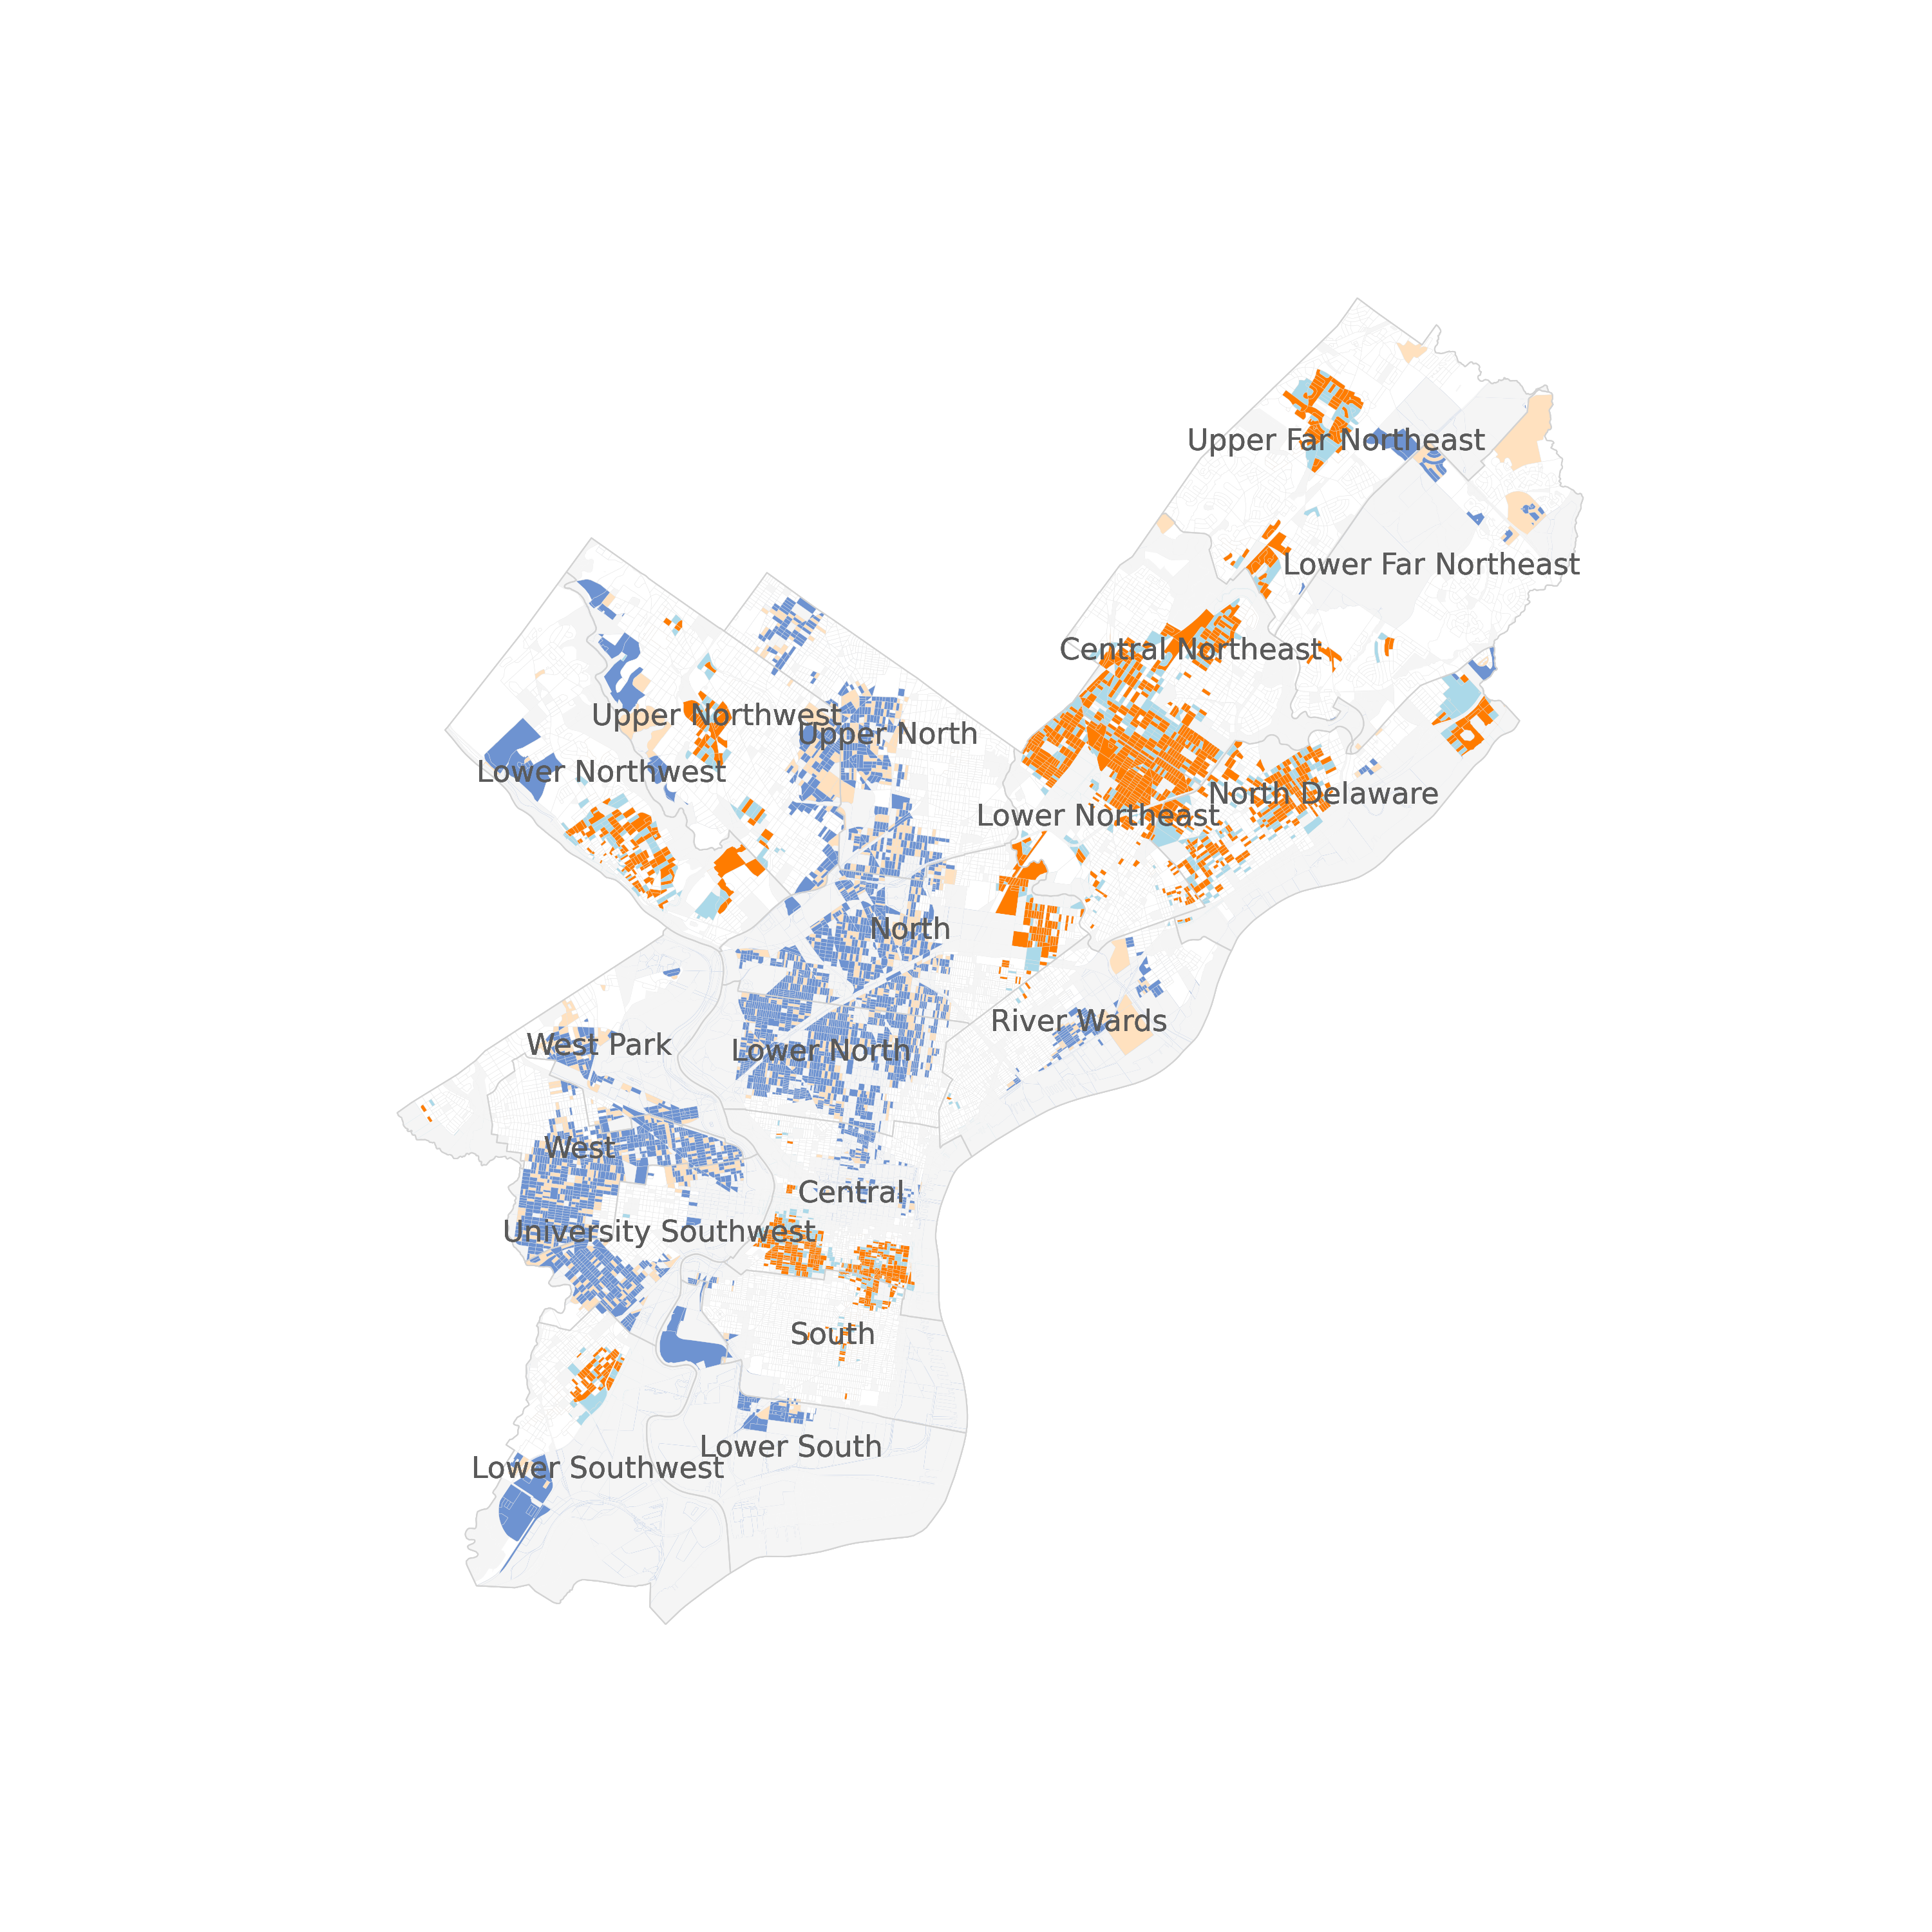 Upper Far Northeast
Lower Far Northeast
Central Northeast
Upper Northwest
Upper North
Lower Northwest
North Delaware
Lower Northeast
North
River Wards
West Park
Lower North
West
Central
University Southwest
South
Lower South
Lower Southwest